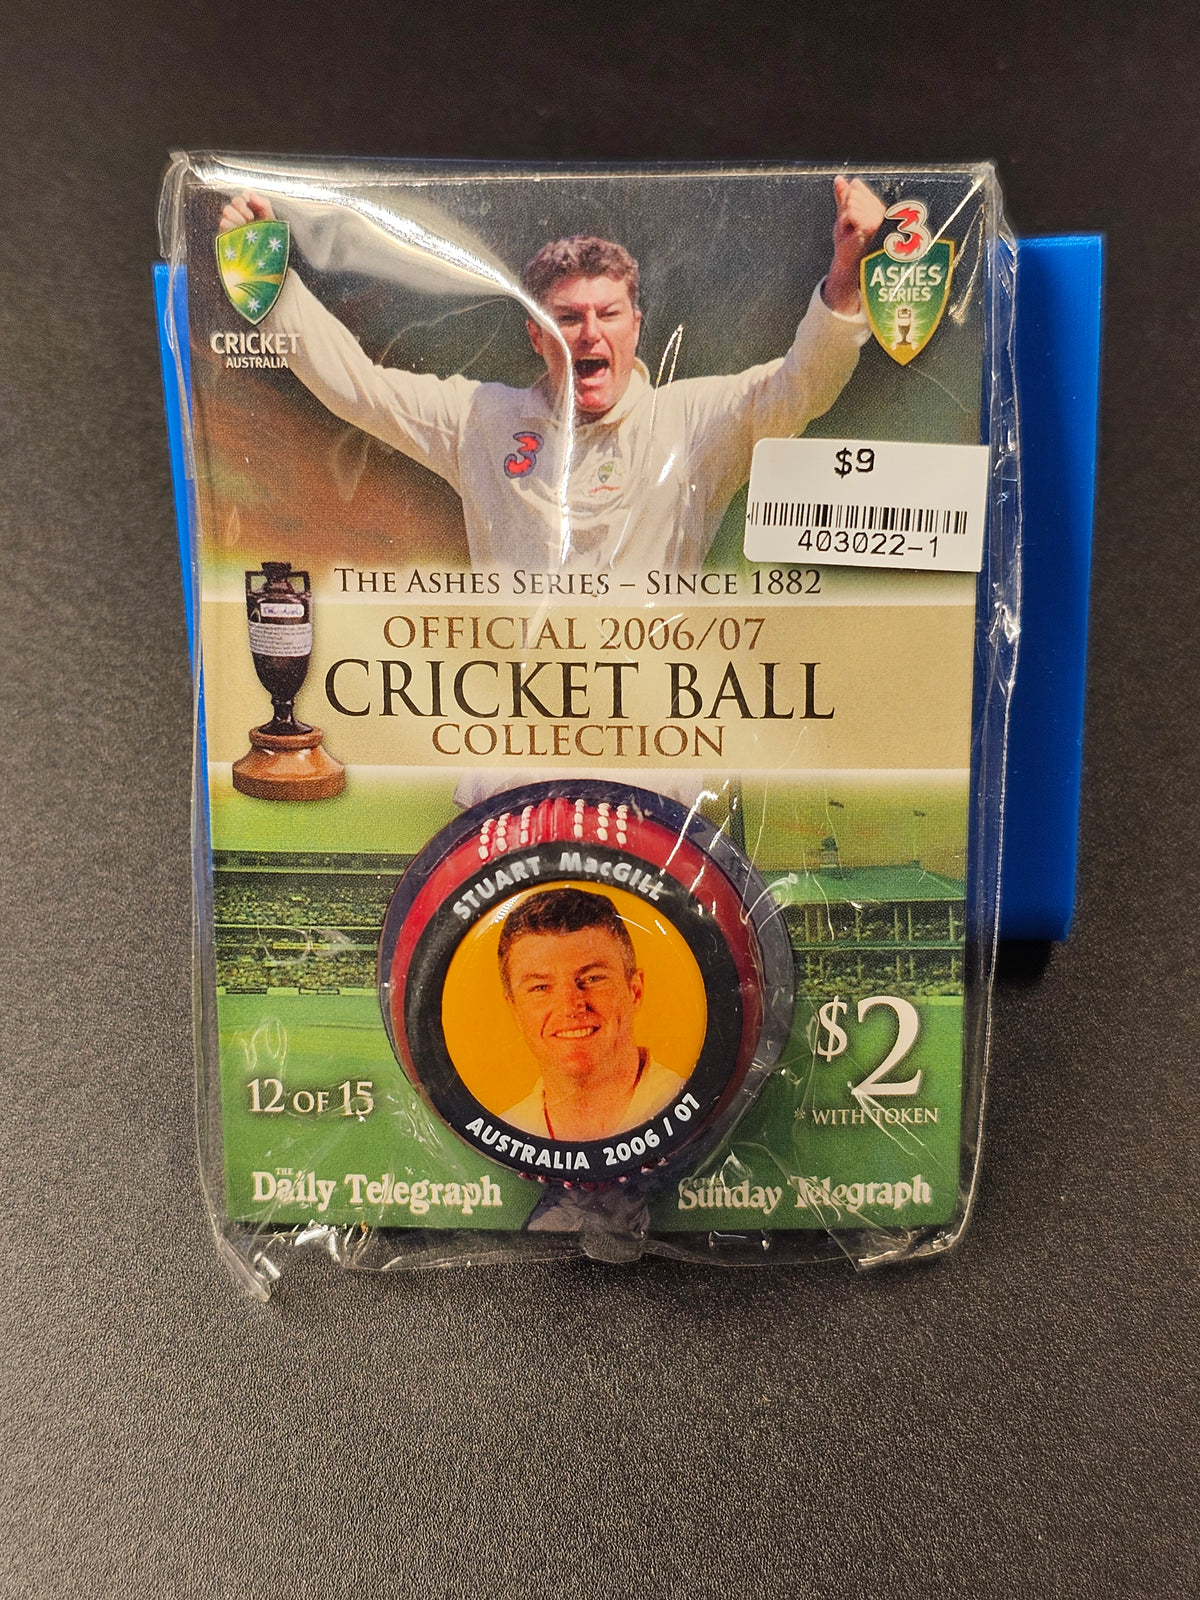 CRICKET
AUSTRALIA
3
ASHES
SERIES
3
$9
403022-1
THE ASHES SERIES – SINCE 1882
OFFICIAL 2006/07
CRICKET BALL
COLLECTION
STUART MacGILL
AUSTRALIA 2006 / 07
12 OF 15
$2
* WITH TOKEN
THE
Daily Telegraph
Sunday Telegraph